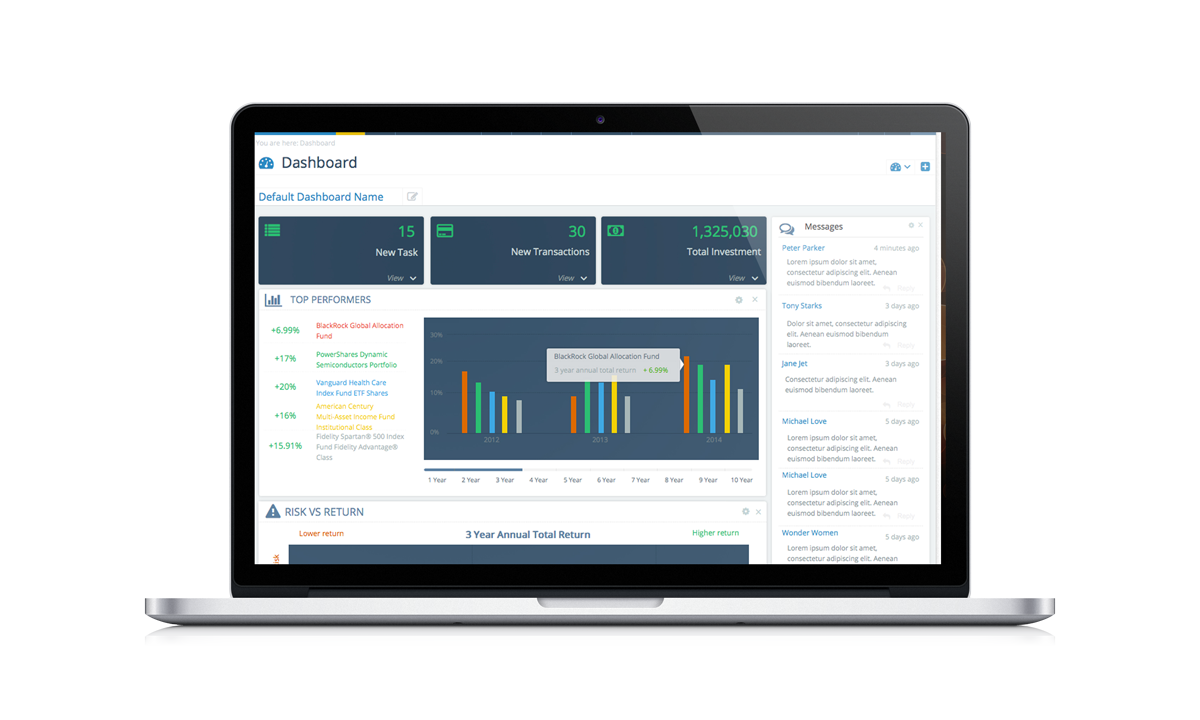 You are here: Dashboard
Dashboard
Default Dashboard Name
15
New Task
View
30
New Transactions
View
1,325,030
Total Investment
View
TOP PERFORMERS
+6.99%
BlackRock Global Allocation
Fund
+17%
PowerShares Dynamic
Semiconductors Portfolio
+20%
Vanguard Health Care
Index Fund ETF Shares
+16%
American Century
Multi-Asset Income Fund
Institutional Class
+15.91%
Fidelity Spartan® 500 Index
Fund Fidelity Advantage®
Class
30%
20%
10%
0%
BlackRock Global Allocation Fund
3 year annual total return + 6.99%
2012
2013
2014
1 Year 2 Year 3 Year 4 Year 5 Year 6 Year 7 Year 8 Year 9 Year 10 Year
RISK VS RETURN
Lower return
3 Year Annual Total Return
Higher return
Messages
Peter Parker 4 minutes ago
Lorem ipsum dolor sit amet,
consectetur adipiscing elit. Aenean
euismod bibendum laoreet.
Reply
Tony Starks 3 days ago
Dolor sit amet, consectetur adipiscing
elit. Aenean euismod bibendum
laoreet.
Reply
Jane Jet 3 days ago
Consectetur adipiscing elit. Aenean
euismod bibendum laoreet.
Reply
Michael Love 5 days ago
Lorem ipsum dolor sit amet,
consectetur adipiscing elit. Aenean
euismod bibendum laoreet.
Reply
Michael Love 5 days ago
Lorem ipsum dolor sit amet,
consectetur adipiscing elit. Aenean
euismod bibendum laoreet.
Reply
Wonder Women 5 days ago
Lorem ipsum dolor sit amet,
consectetur adipiscing elit. Aenean